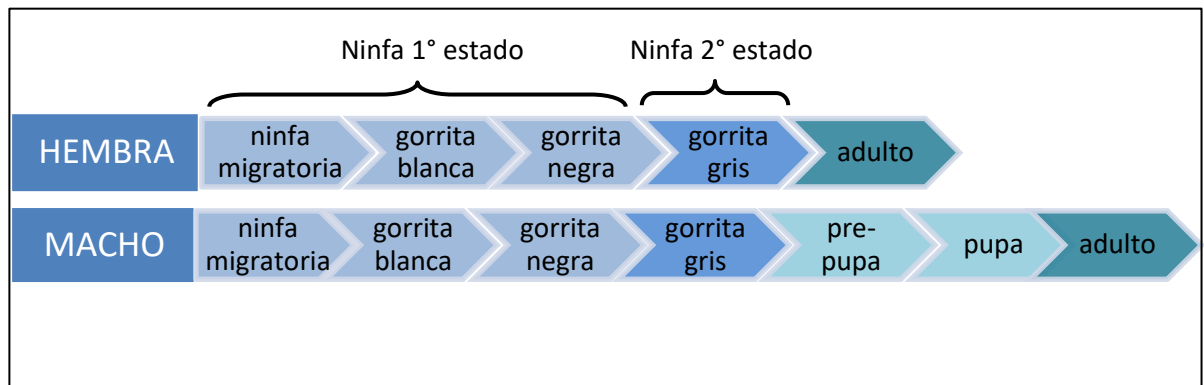 Ninfa 1° estado
Ninfa 2° estado
HEMBRA
ninfa
migratoria
gorrita
blanca
gorrita
negra
gorrita
gris
adulto
MACHO
ninfa
migratoria
gorrita
blanca
gorrita
negra
gorrita
gris
pre-
pupa
pupa
adulto